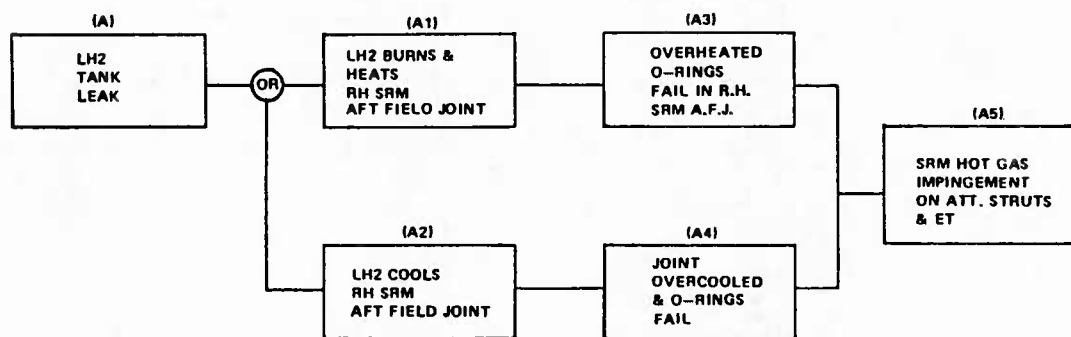 (A)
LH2
TANK
LEAK
OR
(A1)
LH2 BURNS &
HEATS
RH SRM
AFT FIELO JOINT
(A3)
OVERHEATED
O-RINGS
FAIL IN R.H.
SRM A.F.J.
(A2)
LH2 COOLS
RH SRM
AFT FIELD JOINT
(A4)
JOINT
OVERCOOLED
& O-RINGS
FAIL
(A5)
SRM HOT GAS
IMPINGEMENT
ON ATT. STRUTS
& ET